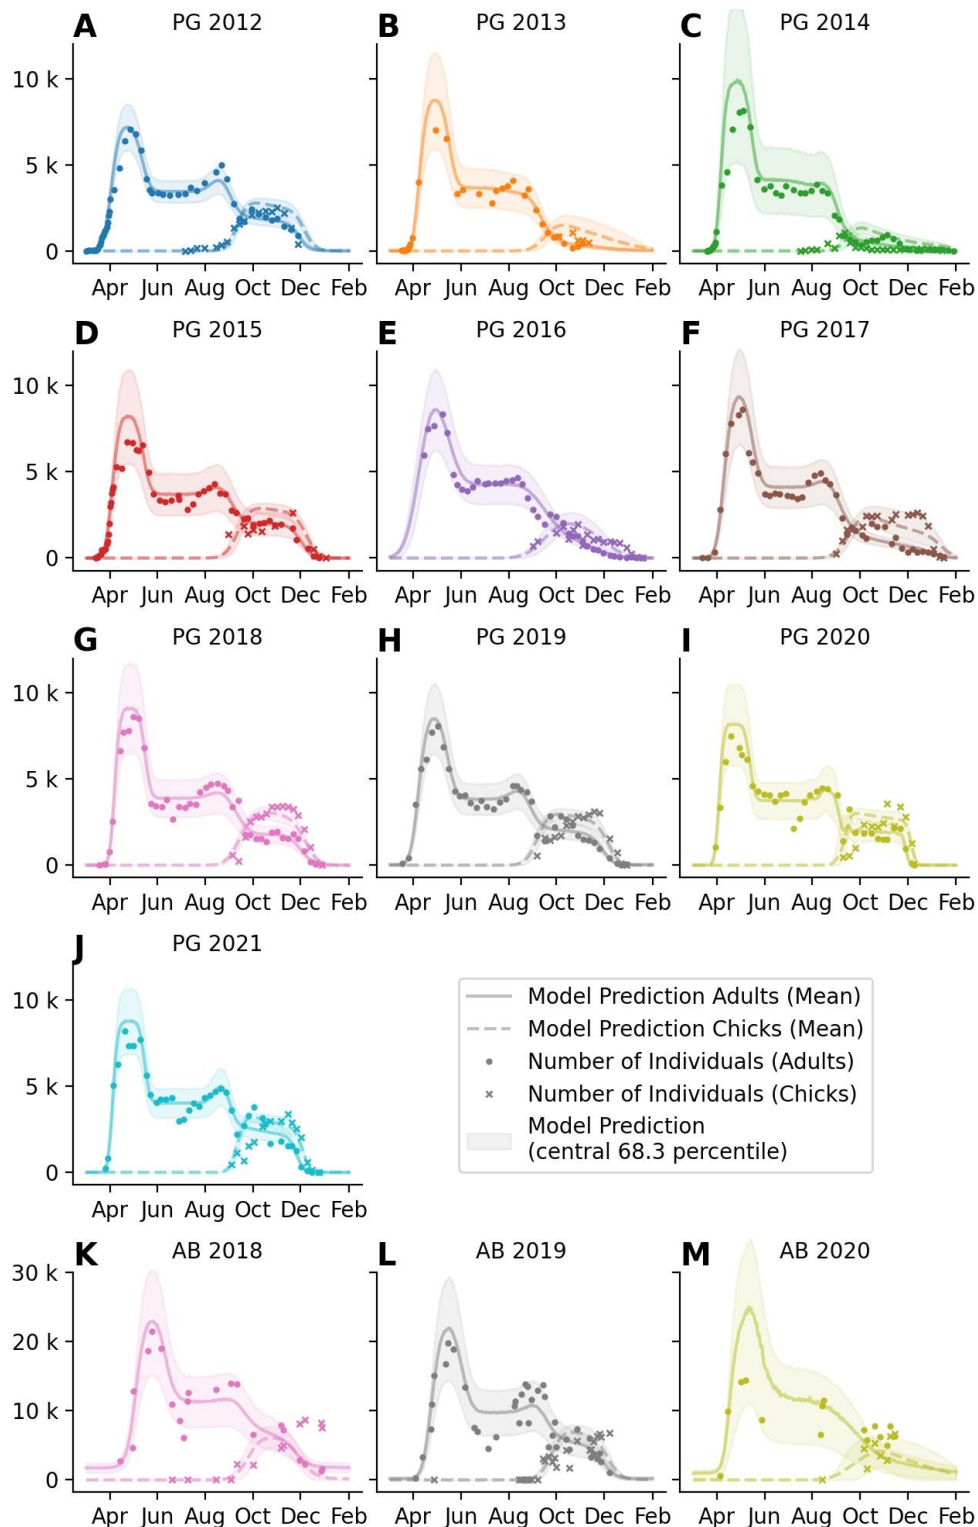 A PG 2012 B PG 2013 C PG 2014
10 k
5 k
0
Apr Jun Aug Oct Dec Feb Apr Jun Aug Oct Dec Feb Apr Jun Aug Oct Dec Feb
D PG 2015 E PG 2016 F PG 2017
10 k
5 k
0
Apr Jun Aug Oct Dec Feb Apr Jun Aug Oct Dec Feb Apr Jun Aug Oct Dec Feb
G PG 2018 H PG 2019 I PG 2020
10 k
5 k
0
Apr Jun Aug Oct Dec Feb Apr Jun Aug Oct Dec Feb Apr Jun Aug Oct Dec Feb
J PG 2021
10 k
5 k
0
Apr Jun Aug Oct Dec Feb
Model Prediction Adults (Mean)
Model Prediction Chicks (Mean)
Number of Individuals (Adults)
Number of Individuals (Chicks)
Model Prediction
(central 68.3 percentile)
K AB 2018 L AB 2019 M AB 2020
30 k
20 k
10 k
0
Apr Jun Aug Oct Dec Feb Apr Jun Aug Oct Dec Feb Apr Jun Aug Oct Dec Feb